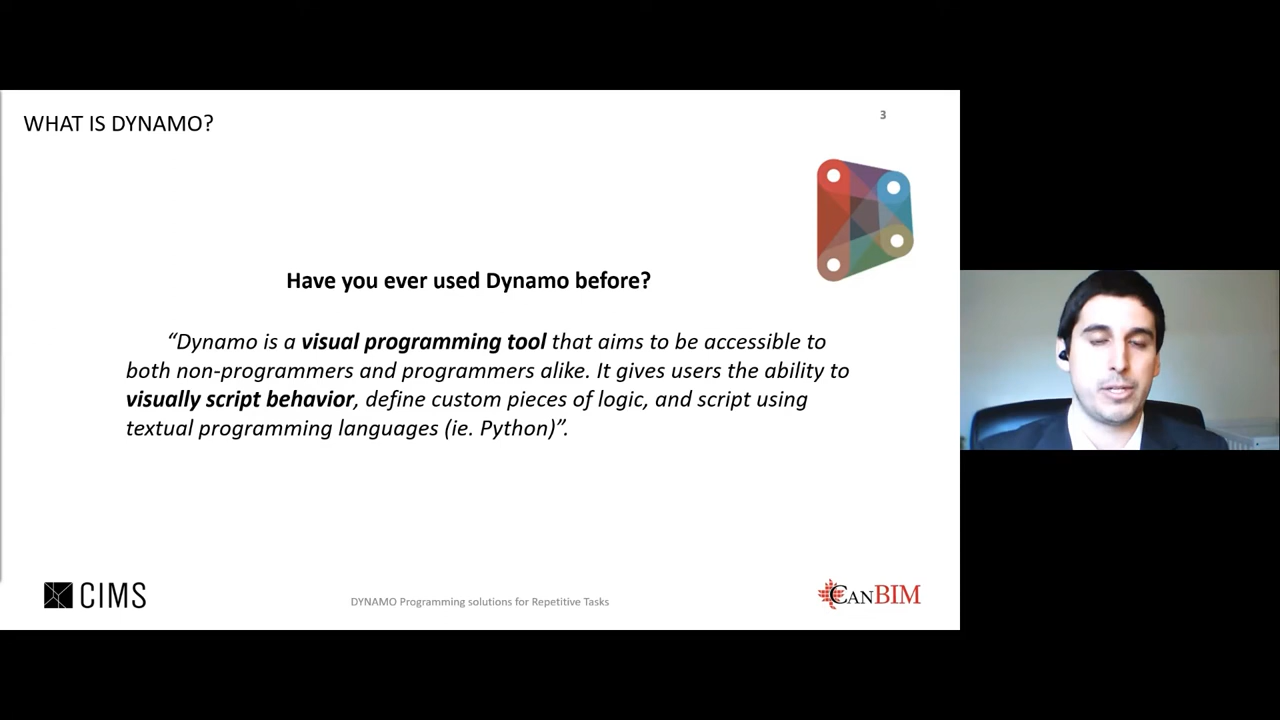 WHAT IS DYNAMO?
3
Have you ever used Dynamo before?
“Dynamo is a visual programming tool that aims to be accessible to
both non-programmers and programmers alike. It gives users the ability to
visually script behavior, define custom pieces of logic, and script using
textual programming languages (ie. Python)”.
CIMS
DYNAMO Programming solutions for Repetitive Tasks
CANBIM